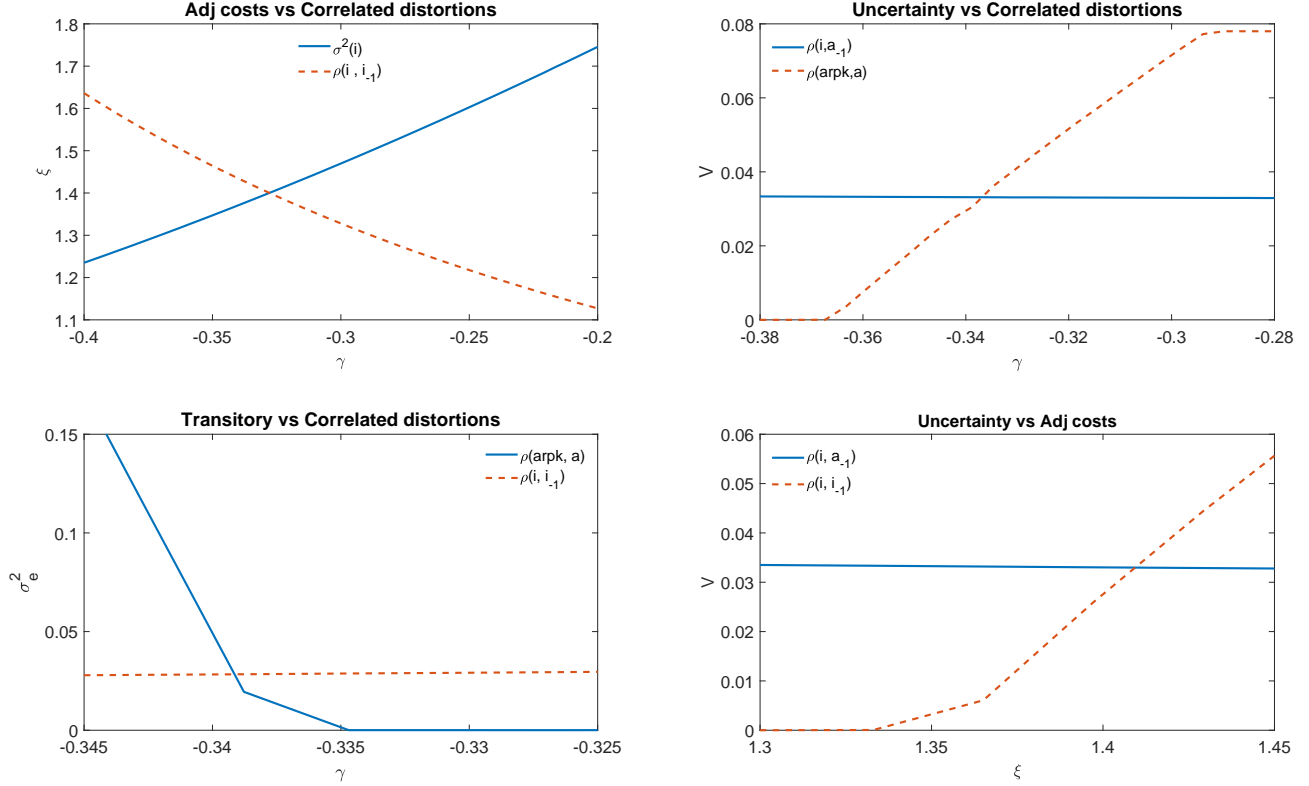 Adj costs vs Correlated distortions
σ²(i)
ρ(i , i₋₁)
1.8
1.7
1.6
1.5
1.4
1.3
1.2
1.1
ξ
-0.4
-0.35
-0.3
-0.25
-0.2
γ
Uncertainty vs Correlated distortions
ρ(i,a₋₁)
ρ(arpk,a)
0.08
0.06
0.04
0.02
0
V
-0.38
-0.36
-0.34
-0.32
-0.3
-0.28
γ
Transitory vs Correlated distortions
ρ(arpk, a)
ρ(i, i₋₁)
0.15
0.1
0.05
0
σ²ₑ
-0.345
-0.34
-0.335
-0.33
-0.325
γ
Uncertainty vs Adj costs
ρ(i, a₋₁)
ρ(i, i₋₁)
0.06
0.05
0.04
0.03
0.02
0.01
0
V
1.3
1.35
1.4
1.45
ξ